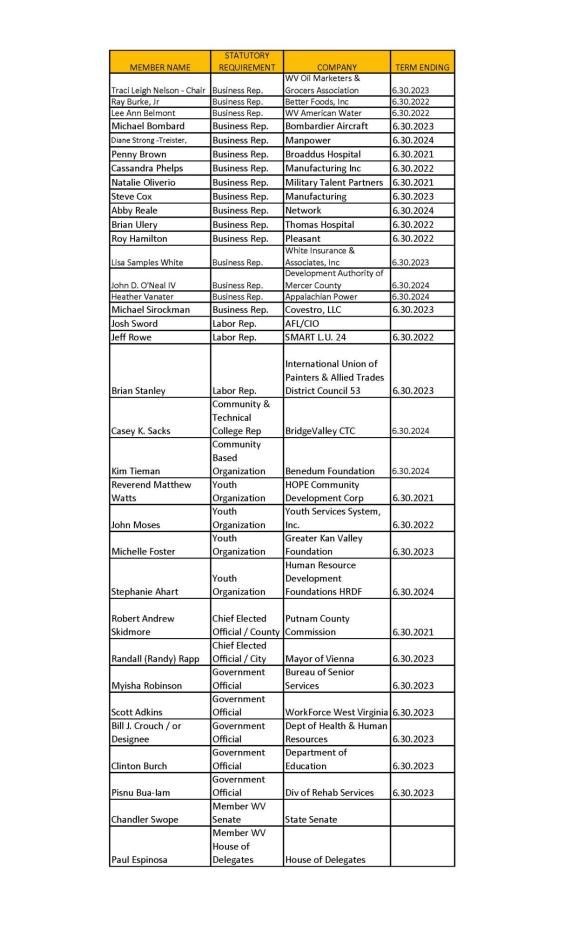 STATUTORY
MEMBER NAME REQUIREMENT COMPANY TERM ENDING
WV Oil Marketers &
Traci Leigh Nelson - Chair Business Rep. Grocers Association 6.30.2023
Ray Burke, Jr Business Rep. Better Foods, Inc 6.30.2022
Lee Ann Belmont Business Rep. WV American Water 6.30.2022
Michael Bombard Business Rep. Bombardier Aircraft 6.30.2023
Diane Strong -Treister, Business Rep. Manpower 6.30.2024
Penny Brown Business Rep. Broaddus Hospital 6.30.2021
Cassandra Phelps Business Rep. Manufacturing Inc 6.30.2022
Natalie Oliverio Business Rep. Military Talent Partners 6.30.2021
Steve Cox Business Rep. Manufacturing 6.30.2023
Abby Reale Business Rep. Network 6.30.2024
Brian Ulery Business Rep. Thomas Hospital 6.30.2022
Roy Hamilton Business Rep. Pleasant 6.30.2022
White Insurance &
Lisa Samples White Business Rep. Associates, Inc 6.30.2023
Development Authority of
John D. O'Neal IV Business Rep. Mercer County 6.30.2024
Heather Vanater Business Rep. Appalachian Power 6.30.2024
Michael Sirockman Business Rep. Covestro, LLC 6.30.2023
Josh Sword Labor Rep. AFL/CIO
Jeff Rowe Labor Rep. SMART L.U. 24 6.30.2022
International Union of
Painters & Allied Trades
Brian Stanley Labor Rep. District Council 53 6.30.2023
Community &
Technical
Casey K. Sacks College Rep BridgeValley CTC 6.30.2024
Community
Based
Kim Tieman Organization Benedum Foundation 6.30.2024
Reverend Matthew Youth HOPE Community
Watts Organization Development Corp 6.30.2021
Youth Youth Services System,
John Moses Organization Inc. 6.30.2022
Youth Greater Kan Valley
Michelle Foster Organization Foundation 6.30.2023
Human Resource
Youth Development
Stephanie Ahart Organization Foundations HRDF 6.30.2024
Robert Andrew Chief Elected Putnam County
Skidmore Official / County Commission 6.30.2021
Chief Elected
Randall (Randy) Rapp Official / City Mayor of Vienna 6.30.2023
Government Bureau of Senior
Myisha Robinson Official Services 6.30.2023
Government
Scott Adkins Official WorkForce West Virginia 6.30.2023
Bill J. Crouch / or Government Dept of Health & Human
Designee Official Resources 6.30.2023
Government Department of
Clinton Burch Official Education 6.30.2023
Government
Pisnu Bua-Iam Official Div of Rehab Services 6.30.2023
Member WV
Chandler Swope Senate State Senate
Member WV
House of
Paul Espinosa Delegates House of Delegates